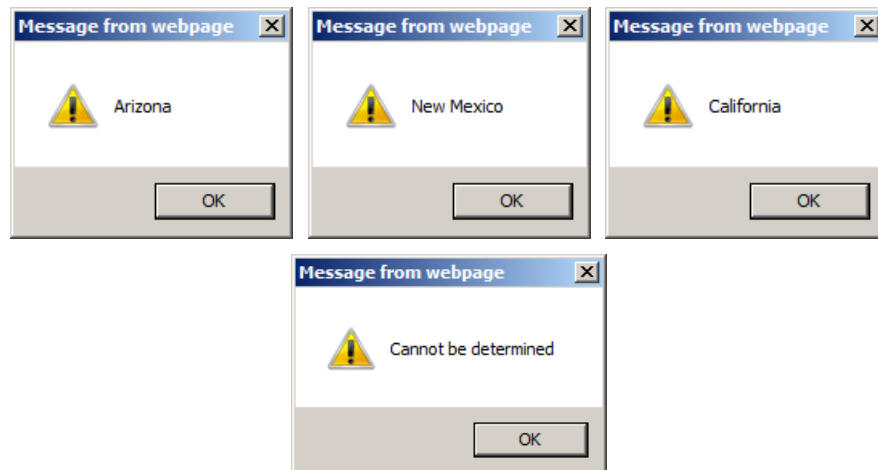 Message from webpage Message from webpage Message from webpage
Arizona New Mexico California
OK OK OK
Message from webpage
Cannot be determined
OK